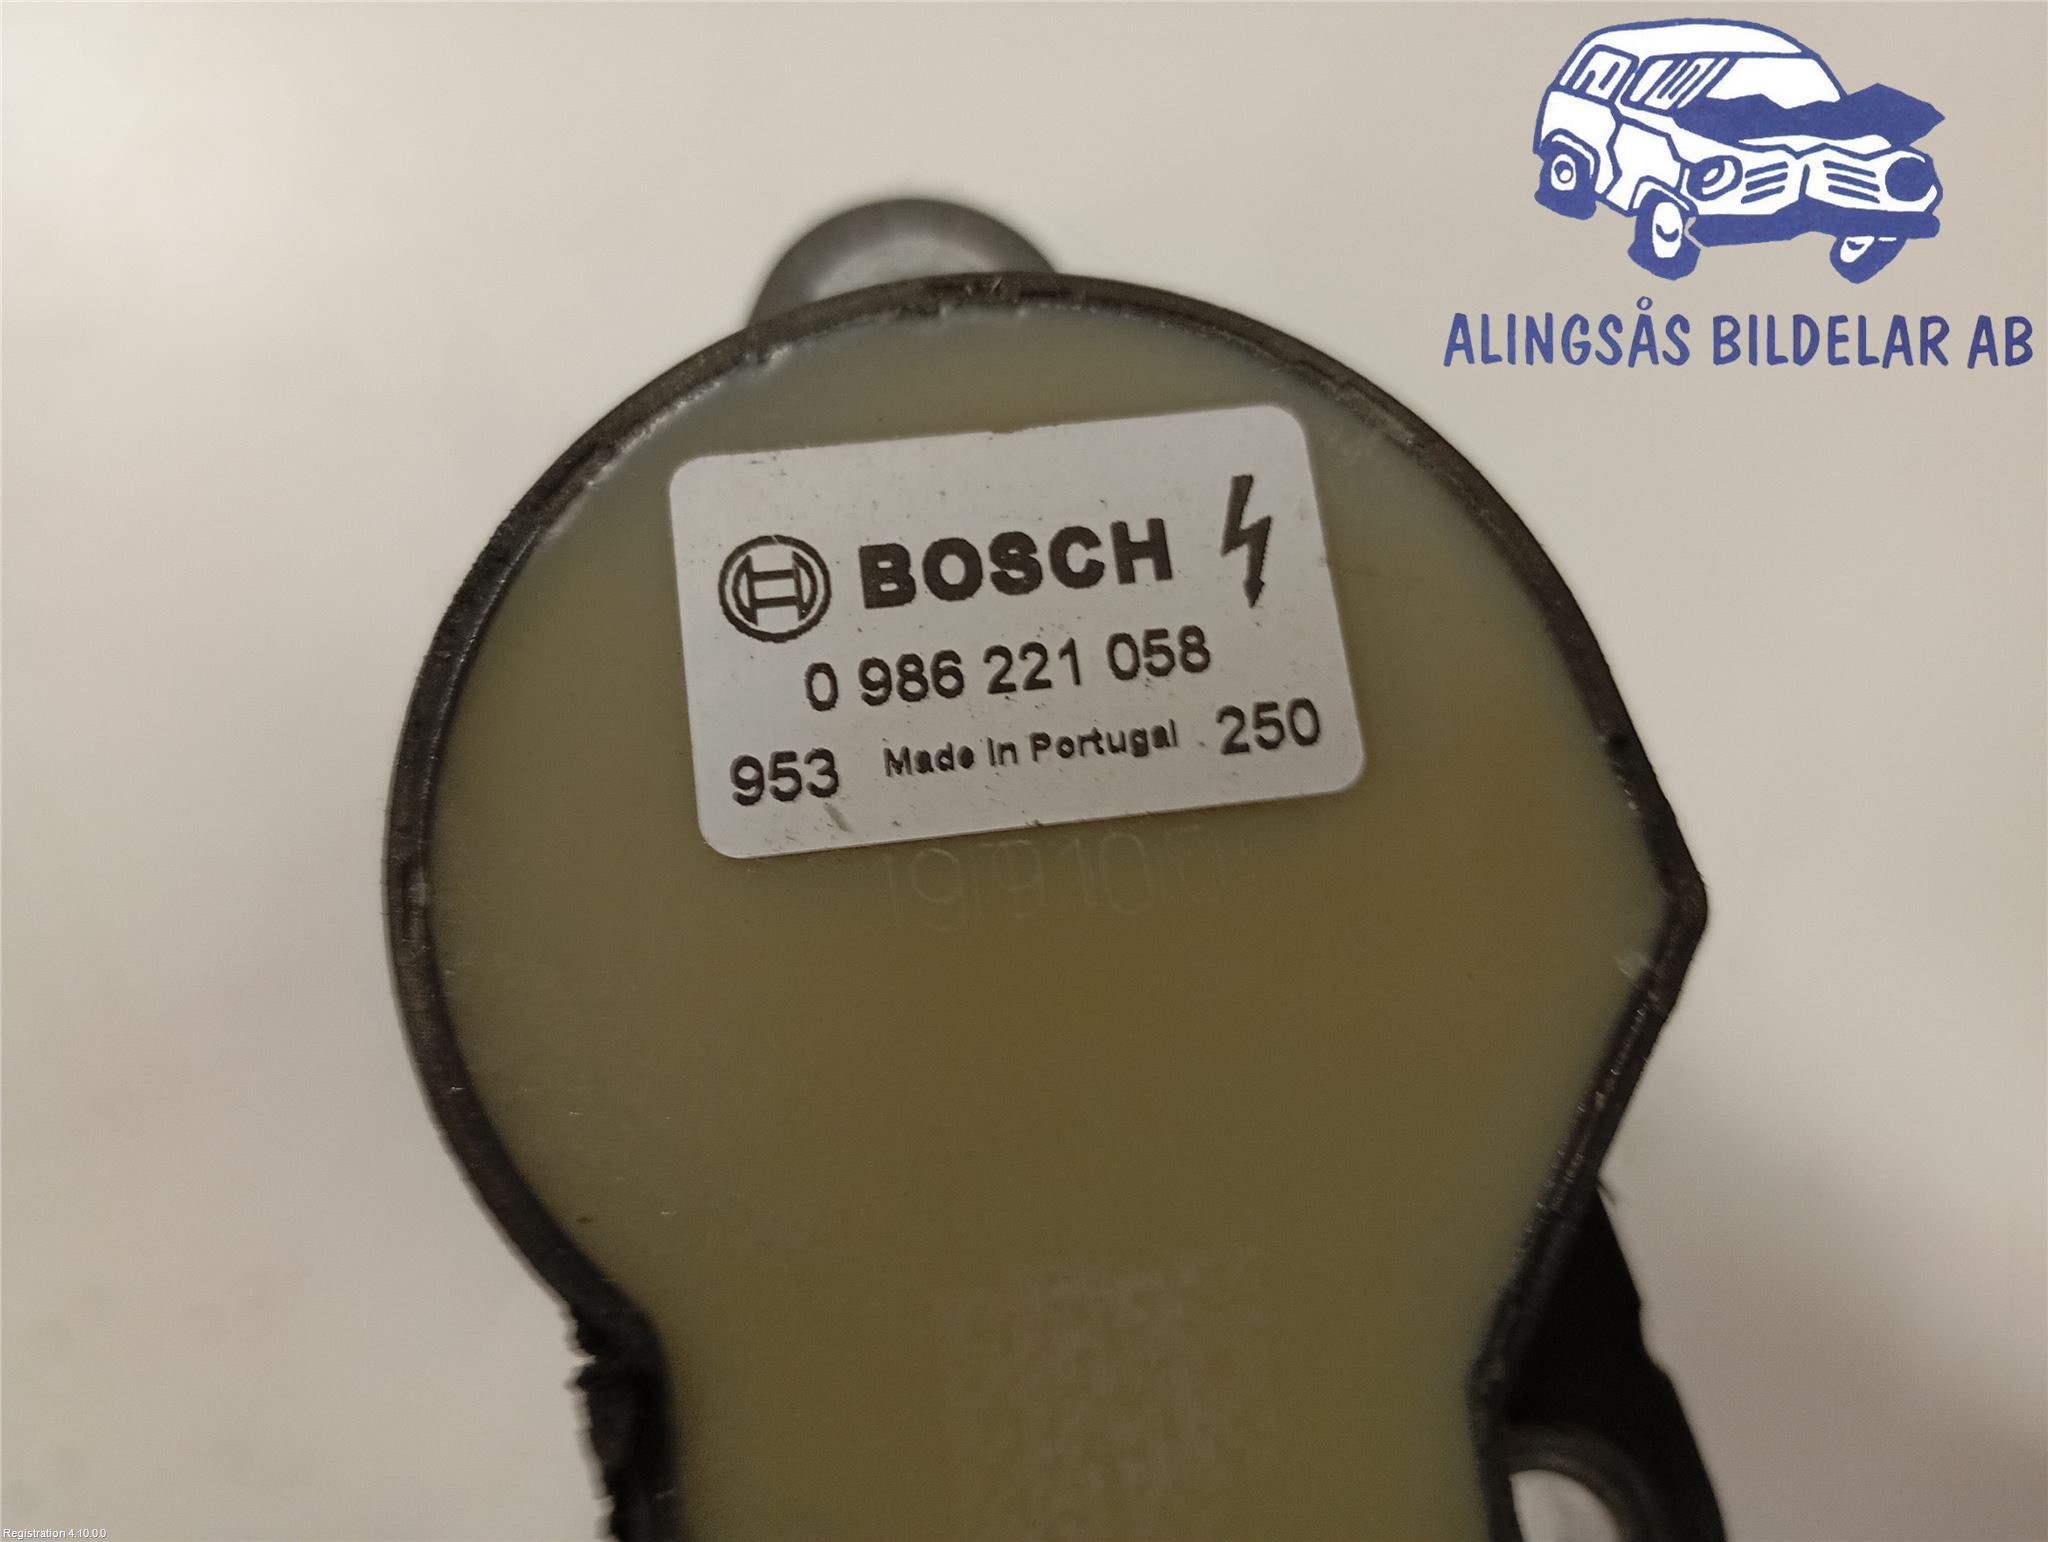 ALINGSÅS BILDELAR AB
BOSCH
0 986 221 058
953 Made in Portugal 250
Registration 4.10.0.0